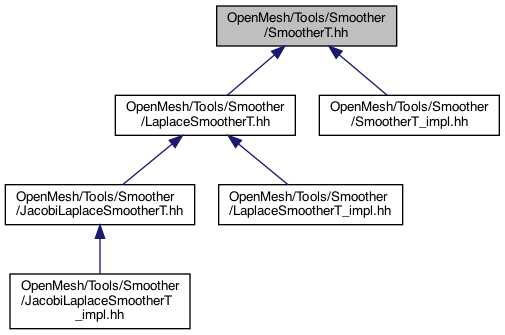 OpenMesh/Tools/Smoother
/SmootherT.hh
OpenMesh/Tools/Smoother
/LaplaceSmootherT.hh
OpenMesh/Tools/Smoother
/SmootherT_impl.hh
OpenMesh/Tools/Smoother
/JacobiLaplaceSmootherT.hh
OpenMesh/Tools/Smoother
/LaplaceSmootherT_impl.hh
OpenMesh/Tools/Smoother
/JacobiLaplaceSmootherT
_impl.hh